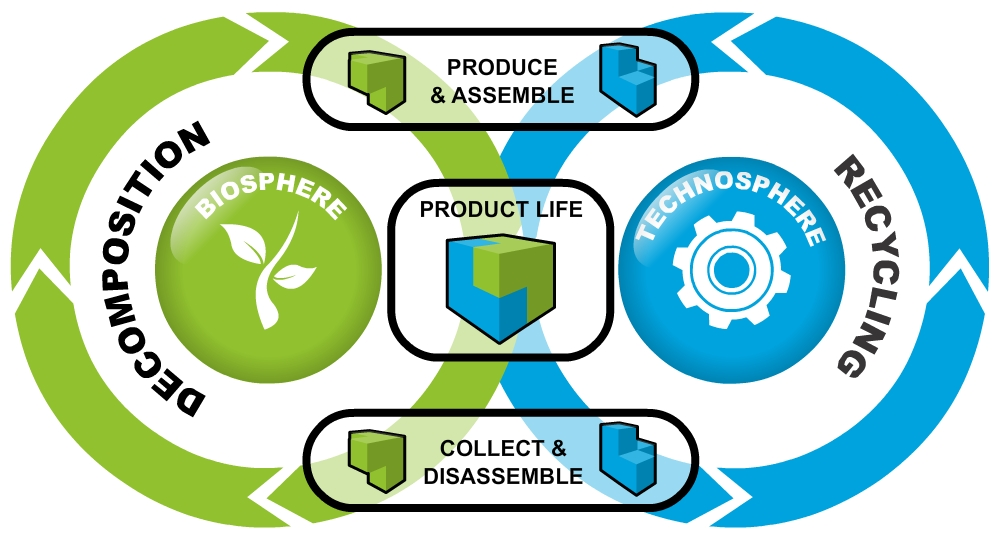 PRODUCE
& ASSEMBLE
DECOMPOSITION
BIOSPHERE
PRODUCT LIFE
TECHNOSPHERE
RECYCLING
COLLECT &
DISASSEMBLE